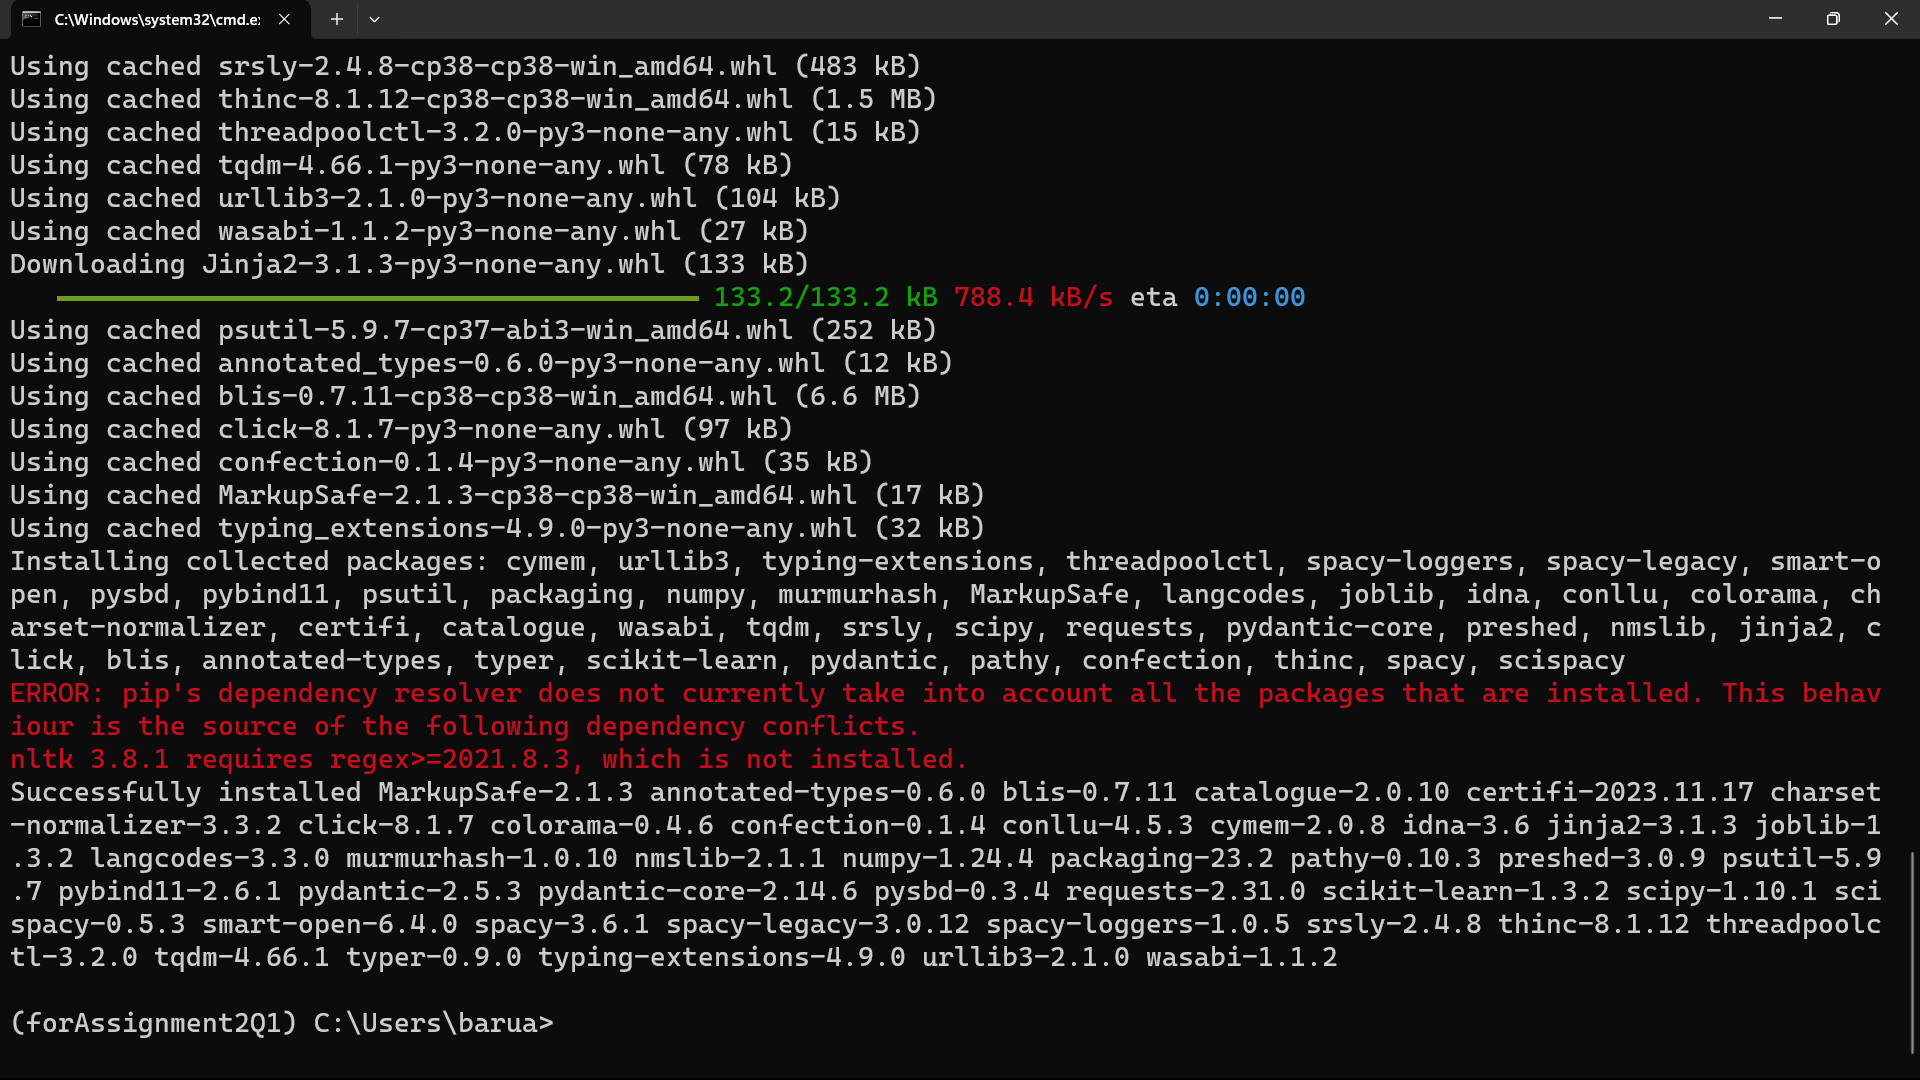 C:\Windows\system32\cmd.e:
Using cached srsly-2.4.8-cp38-cp38-win_amd64.whl (483 kB)
Using cached thinc-8.1.12-cp38-cp38-win_amd64.whl (1.5 MB)
Using cached threadpoolctl-3.2.0-py3-none-any.whl (15 kB)
Using cached tqdm-4.66.1-py3-none-any.whl (78 kB)
Using cached urllib3-2.1.0-py3-none-any.whl (104 kB)
Using cached wasabi-1.1.2-py3-none-any.whl (27 kB)
Downloading Jinja2-3.1.3-py3-none-any.whl (133 kB)
133.2/133.2 kB 788.4 kB/s eta 0:00:00
Using cached psutil-5.9.7-cp37-abi3-win_amd64.whl (252 kB)
Using cached annotated_types-0.6.0-py3-none-any.whl (12 kB)
Using cached blis-0.7.11-cp38-cp38-win_amd64.whl (6.6 MB)
Using cached click-8.1.7-py3-none-any.whl (97 kB)
Using cached confection-0.1.4-py3-none-any.whl (35 kB)
Using cached MarkupSafe-2.1.3-cp38-cp38-win_amd64.whl (17 kB)
Using cached typing_extensions-4.9.0-py3-none-any.whl (32 kB)
Installing collected packages: cymem, urllib3, typing-extensions, threadpoolctl, spacy-loggers, spacy-legacy, smart-o
pen, pysbd, pybind11, psutil, packaging, numpy, murmurhash, MarkupSafe, langcodes, joblib, idna, conllu, colorama, ch
arset-normalizer, certifi, catalogue, wasabi, tqdm, srsly, scipy, requests, pydantic-core, preshed, nmslib, jinja2, c
lick, blis, annotated-types, typer, scikit-learn, pydantic, pathy, confection, thinc, spacy, scispacy
ERROR: pip's dependency resolver does not currently take into account all the packages that are installed. This behav
iour is the source of the following dependency conflicts.
nltk 3.8.1 requires regex>=2021.8.3, which is not installed.
Successfully installed MarkupSafe-2.1.3 annotated-types-0.6.0 blis-0.7.11 catalogue-2.0.10 certifi-2023.11.17 charset
-normalizer-3.3.2 click-8.1.7 colorama-0.4.6 confection-0.1.4 conllu-4.5.3 cymem-2.0.8 idna-3.6 jinja2-3.1.3 joblib-1
.3.2 langcodes-3.3.0 murmurhash-1.0.10 nmslib-2.1.1 numpy-1.24.4 packaging-23.2 pathy-0.10.3 preshed-3.0.9 psutil-5.9
.7 pybind11-2.6.1 pydantic-2.5.3 pydantic-core-2.14.6 pysbd-0.3.4 requests-2.31.0 scikit-learn-1.3.2 scipy-1.10.1 sci
spacy-0.5.3 smart-open-6.4.0 spacy-3.6.1 spacy-legacy-3.0.12 spacy-loggers-1.0.5 srsly-2.4.8 thinc-8.1.12 threadpoolc
tl-3.2.0 tqdm-4.66.1 typer-0.9.0 typing-extensions-4.9.0 urllib3-2.1.0 wasabi-1.1.2
(forAssignment2Q1) C:\Users\barua>